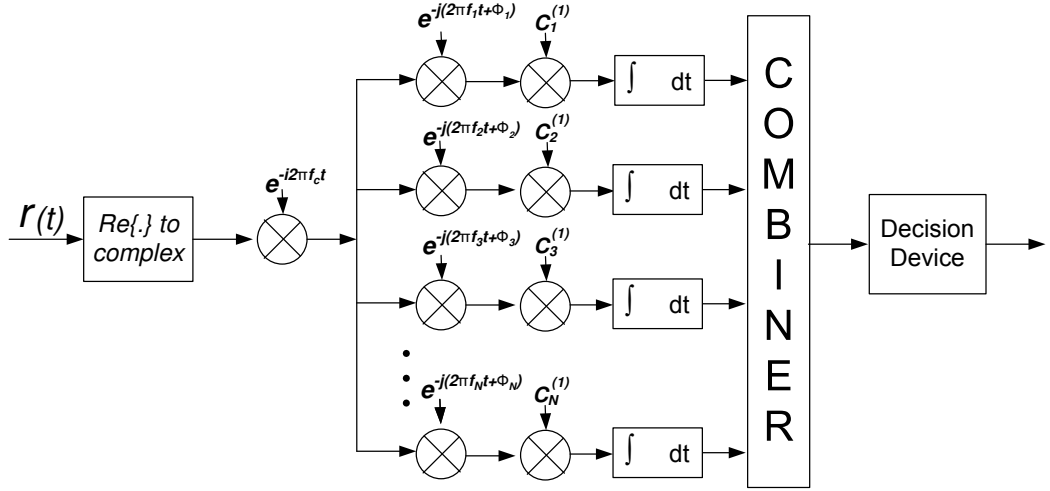 r(t)
Re{.} to
complex
e^-i2πf_ct
e^-j(2πf_1t+Φ_1)
C_1^(1)
∫ dt
e^-j(2πf_2t+Φ_2)
C_2^(1)
∫ dt
e^-j(2πf_3t+Φ_3)
C_3^(1)
∫ dt
e^-j(2πf_Nt+Φ_N)
C_N^(1)
∫ dt
COMBINER
Decision
Device